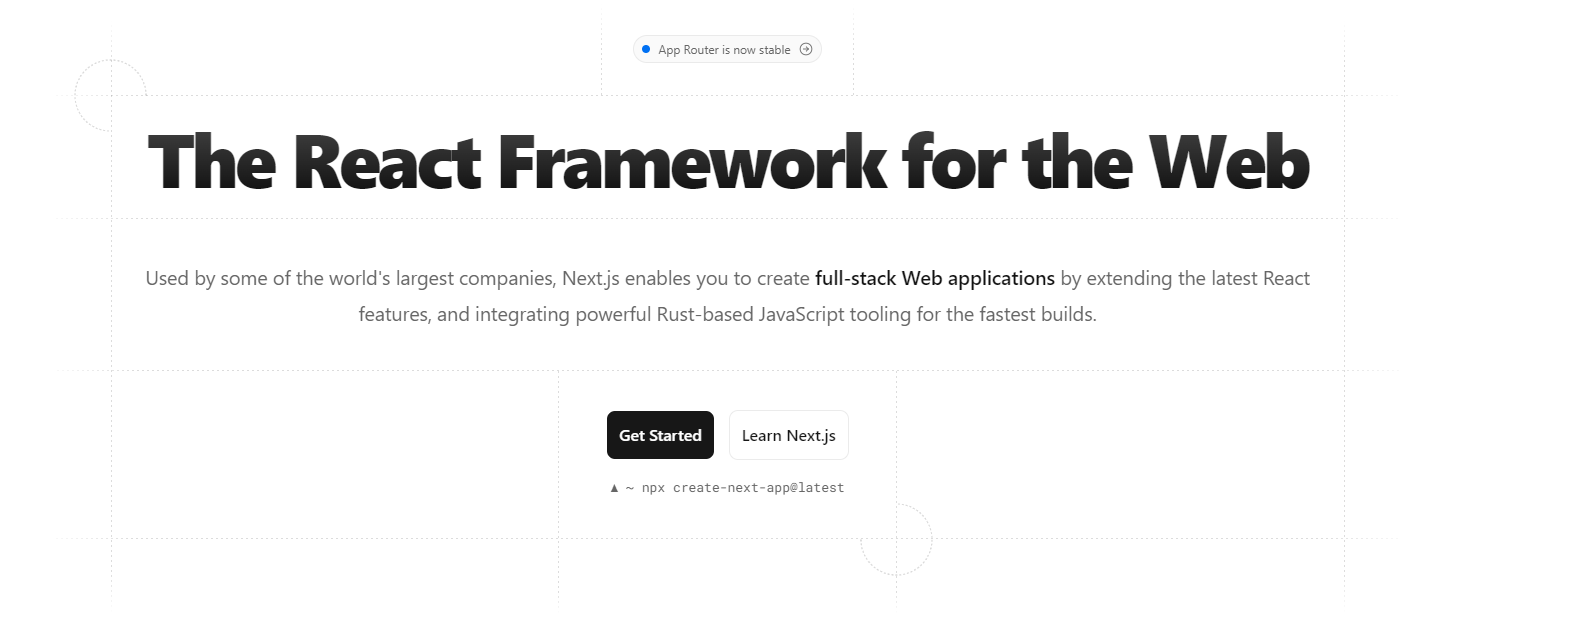 App Router is now stable
The React Framework for the Web
Used by some of the world's largest companies, Next.js enables you to create full-stack Web applications by extending the latest React
features, and integrating powerful Rust-based JavaScript tooling for the fastest builds.
Get Started
Learn Next.js
▲ ~ npx create-next-app@latest